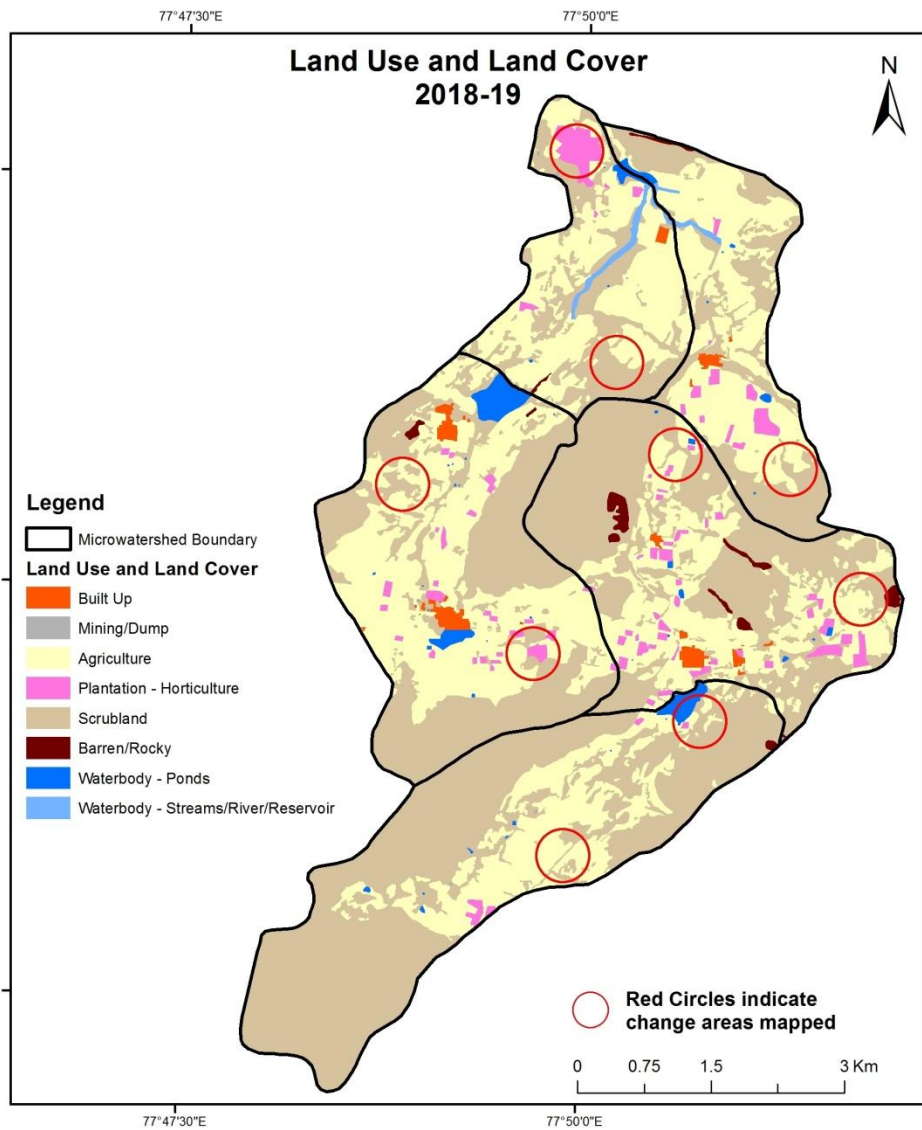 77°47'30"E
77°50'0"E
Land Use and Land Cover
2018-19
N
Legend
Microwatershed Boundary
Land Use and Land Cover
Built Up
Mining/Dump
Agriculture
Plantation - Horticulture
Scrubland
Barren/Rocky
Waterbody - Ponds
Waterbody - Streams/River/Reservoir
Red Circles indicate
change areas mapped
0 0.75 1.5 3 Km
77°47'30"E
77°50'0"E